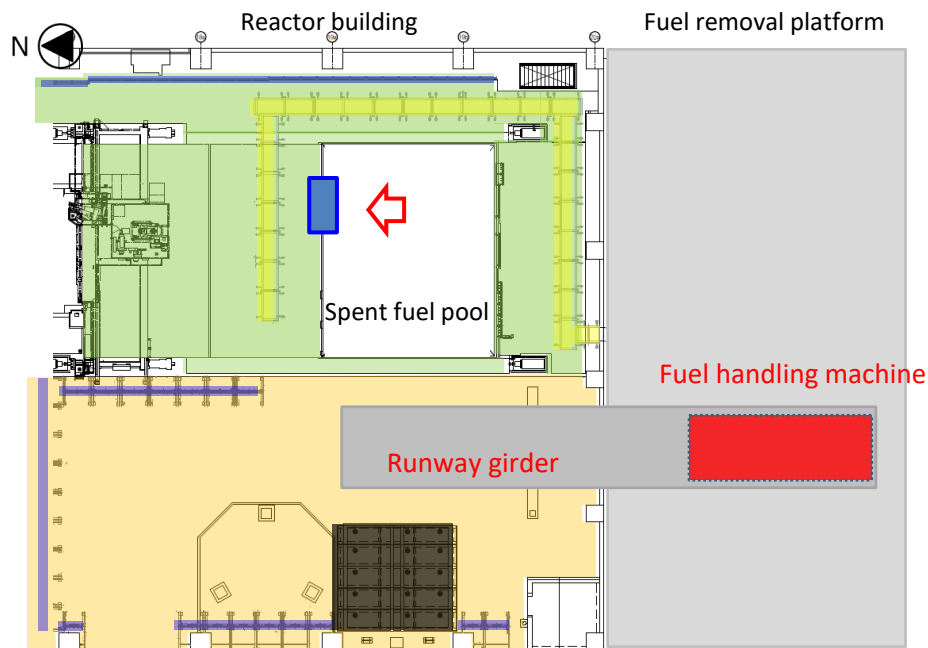 Reactor building
Fuel removal platform
N
Spent fuel pool
Fuel handling machine
Runway girder